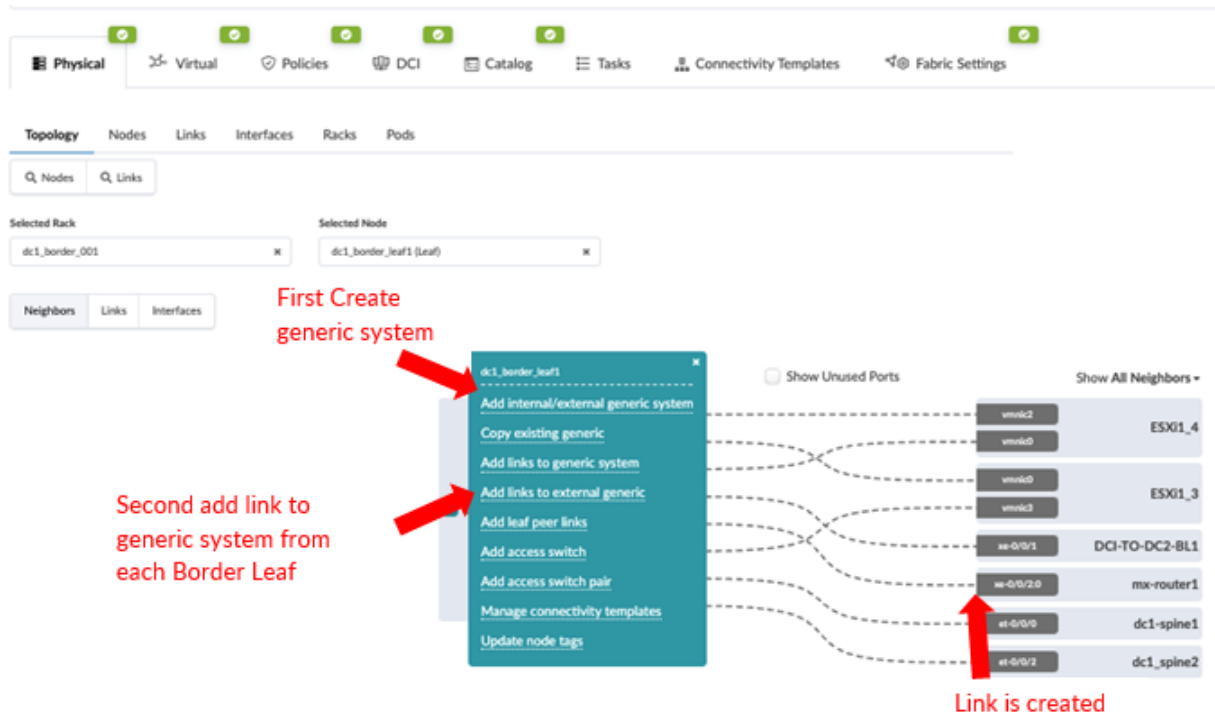 Physical
Virtual
Policies
DCI
Catalog
Tasks
Connectivity Templates
Fabric Settings
Topology
Nodes
Links
Interfaces
Racks
Pods
Nodes
Links
Selected Rack
Selected Node
dc1_border_001
dc1_border_leaf1 (Leaf)
Neighbors
Links
Interfaces
First Create
generic system
dc1_border_leaf1
Add internal/external generic system
Copy existing generic
Add links to generic system
Add links to external generic
Add leaf peer links
Add access switch
Add access switch pair
Manage connectivity templates
Update node tags
Second add link to
generic system from
each Border Leaf
Show Unused Ports
Show All Neighbors
vmnic2
vmnic0
ESXi1_4
vmnic0
vmnic3
ESXi1_3
xe-0/0/1
DCI-TO-DC2-BL1
xe-0/0/2:0
mx-router1
et-0/0/0
dc1-spine1
et-0/0/2
dc1_spine2
Link is created